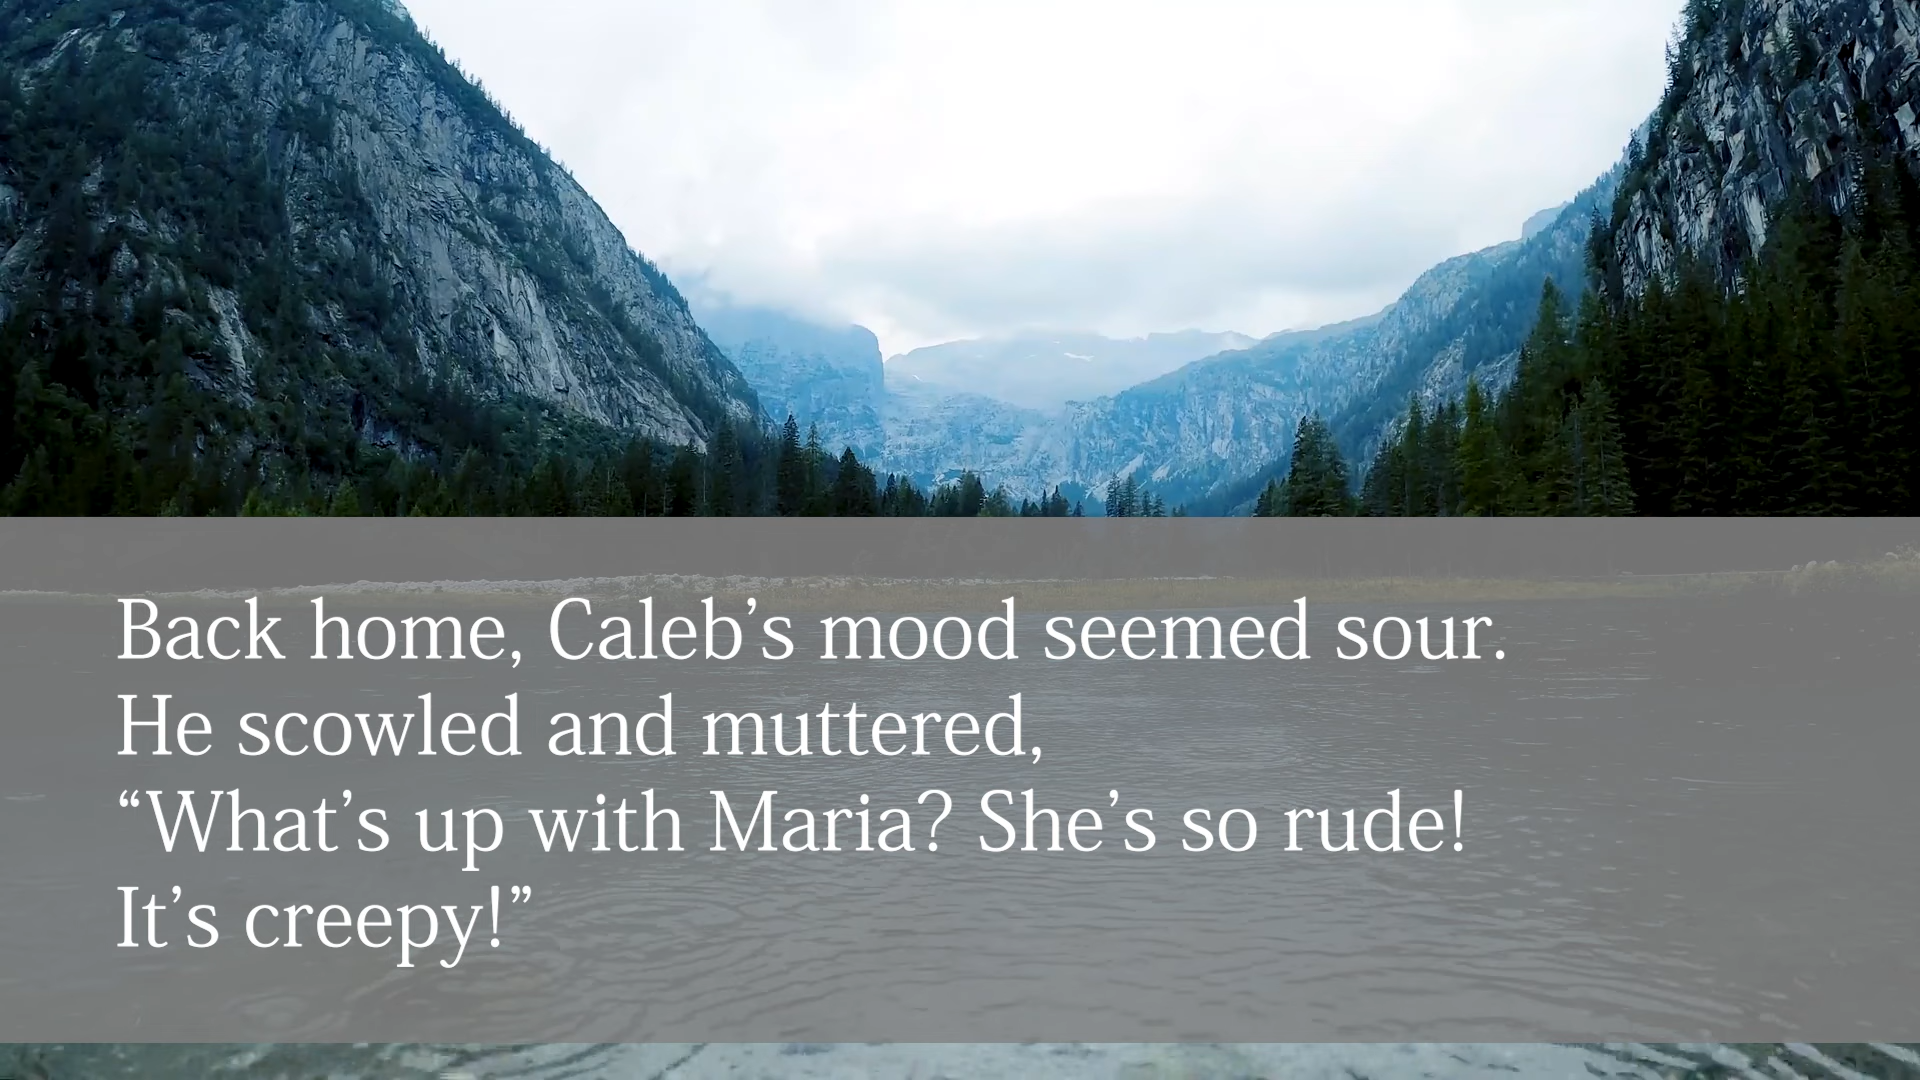 Back home, Caleb’s mood seemed sour.
He scowled and muttered,
“What’s up with Maria? She’s so rude!
It’s creepy!”